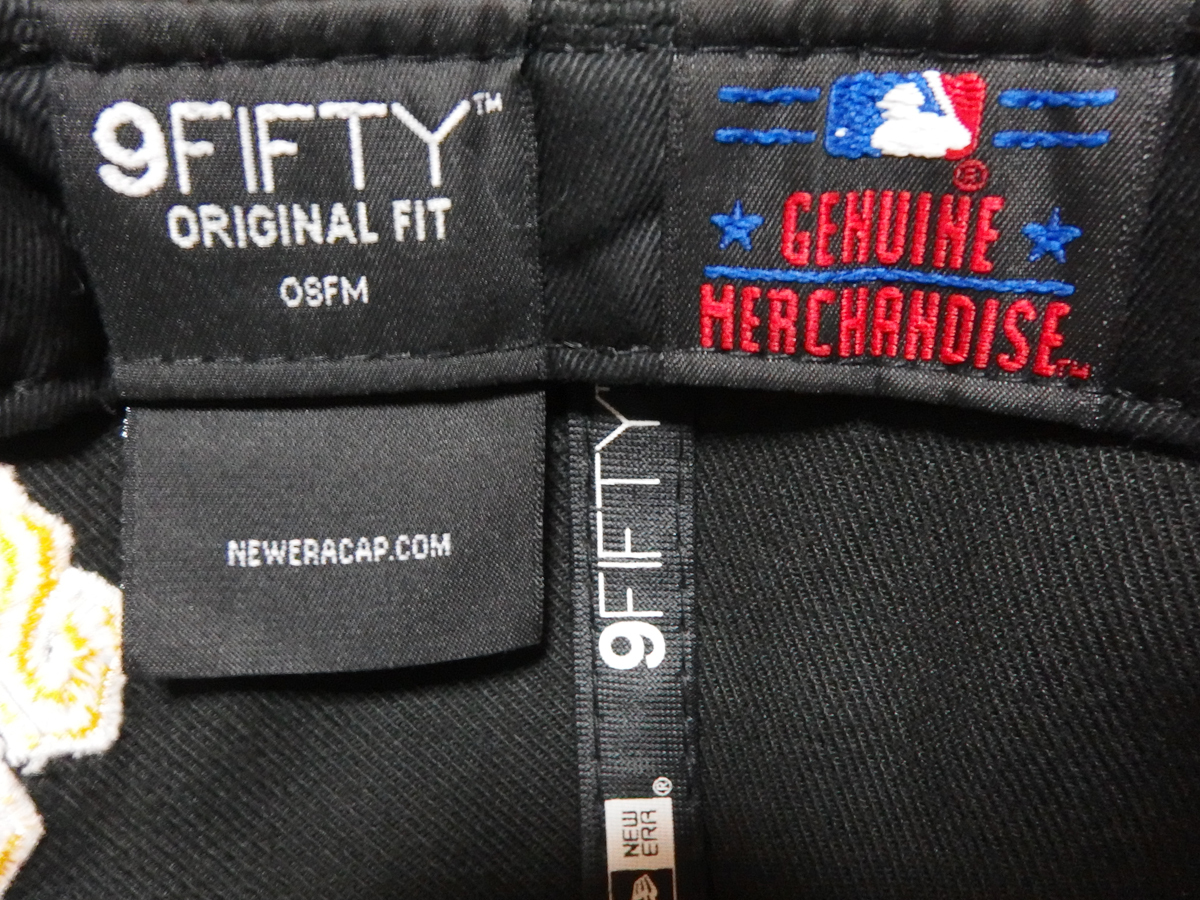 9FIFTY™
ORIGINAL FIT
OSFM
®
GENUINE
MERCHANDISE™
NEWERACAP.COM
9FIFTY
NEW
ERA
®